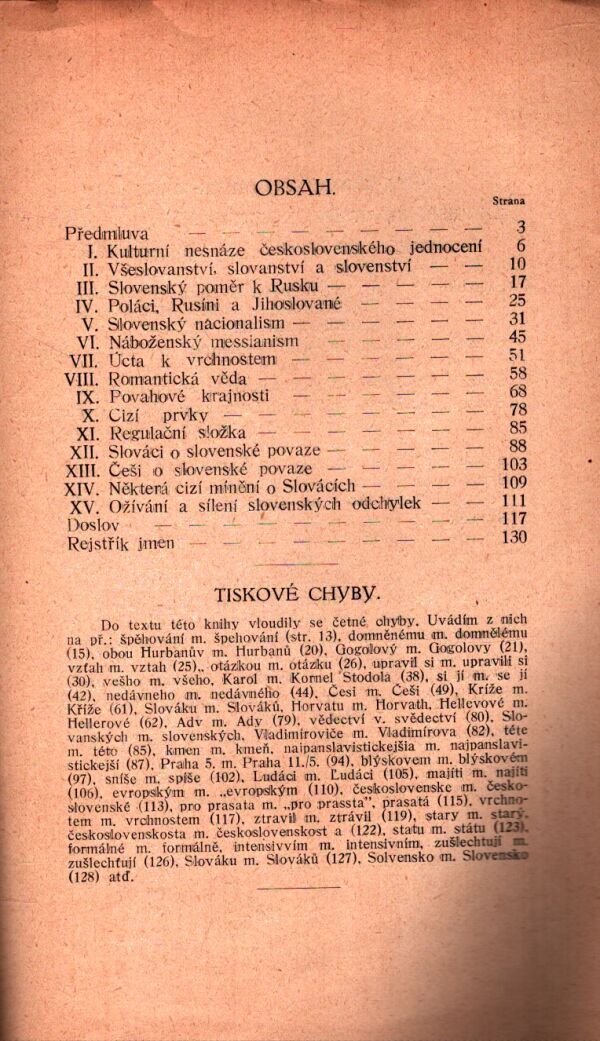 OBSAH.
Strana
Předmluva — — — — — — — — — 3
I. Kulturní nesnáze československého jednocení 6
II. Všeslovanství, slovanství a slovenství — — 10
III. Slovenský poměr k Rusku — — — — — 17
IV. Poláci, Rusíni a Jihoslované — — — — 25
V. Slovenský nacionalism — — — — — — 31
VI. Náboženský messianism — — — — — 45
VII. Úcta k vrchnostem — — — — — — 51
VIII. Romantická věda — — — — — — — 58
IX. Povahové krajnosti — — — — — — 68
X. Cizí prvky — — — — — — — — 78
XI. Regulační složka — — — — — — — 85
XII. Slováci o slovenské povaze — — — — — 88
XIII. Češi o slovenské povaze — — — — — 103
XIV. Některá cizí mínění o Slovácích — — — — 109
XV. Ožívání a sílení slovenských odchylek — — 111
Doslov — — — — — — — — — — 117
Rejstřík jmen — — — — — — — — — 130
TISKOVÉ CHYBY.
Do textu této knihy vloudily se četné chyby. Uvádím z nich
na př.: špěhování m. špehování (str. 13), domněnému m. domnělému
(15), obou Hurbanův m. Hurbanů (20), Gogolový m. Gogolovy (21),
vzťah m. vztah (25)., otázkou m. otázku (26), upravil si m. upravili si
(30), vešho m. všeho, Karol m. Kornel Stodola (38), si jí m. se jí
(42), nedávneho m. nedávného (44), Česi m. Češi (49), Kríže m.
Kříže (61), Slováku m. Slováků, Horvatu m. Horvath, Hellevové m.
Hellerové (62), Adv m. Ady (79), vědectví v. svědectví (80), Slo-
vanských m. slovenských, Vladimíroviče m. Vladimírova (82), téte
m. této (85), kmen m. kmeň, naipanslavistickejšia m. najpanslavi-
stickejší (87), Praha 5, m. Praha 11./5. (94), blýskovem m. blýskovém
(97), sníše m. spíše (102), Ludáci m. Ľudáci (105), majíti m. najíti
(106), evropským m. „evropským (110), československe m. česko-
slovenské (113), pro prasata m. „pro prassta", prasatá (115), vrchno-
tem m. vrchnostem (117), ztravil m. ztrávil (119), stary m. starý,
československosta m. československost a (122), statu m. státu (123),
formálné m. formálně, intensivvím m. intensivním, zušlechtují m.
zušlechťují (126), Slováku m. Slováků (127), Solvensko m. Slovensko
(128) atď.